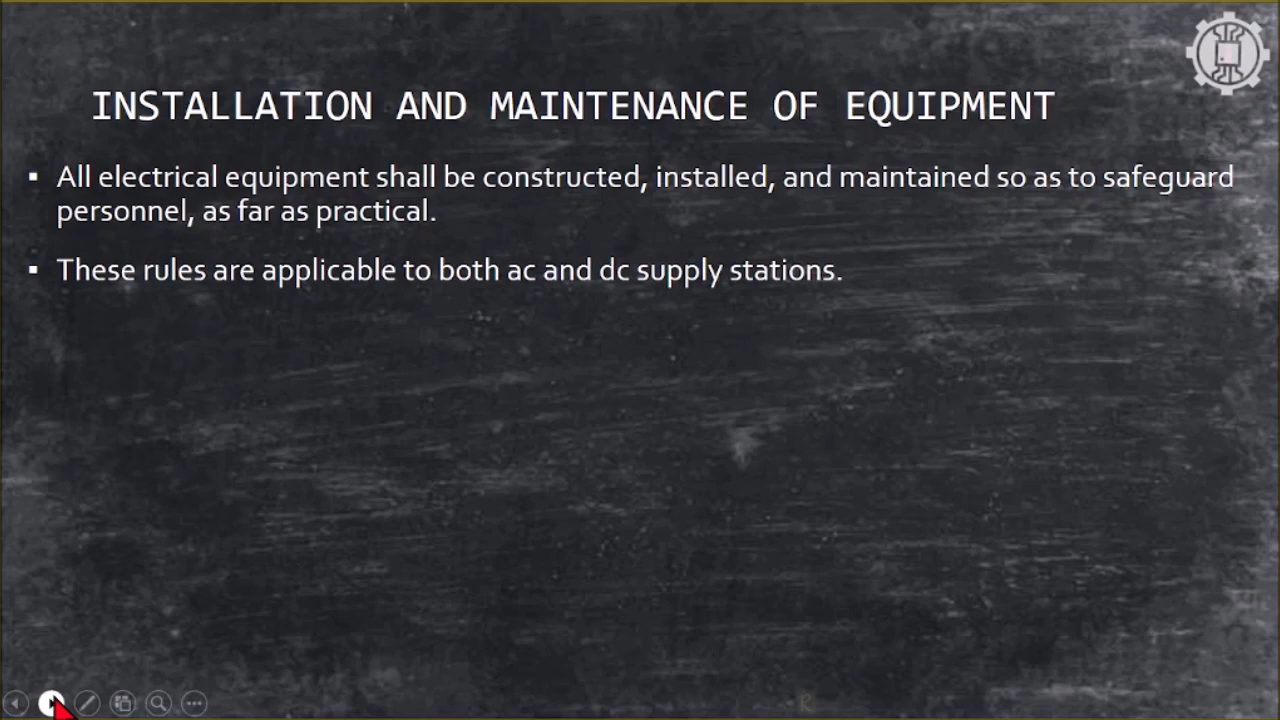 INSTALLATION AND MAINTENANCE OF EQUIPMENT
▪ All electrical equipment shall be constructed, installed, and maintained so as to safeguard
personnel, as far as practical.
▪ These rules are applicable to both ac and dc supply stations.
R